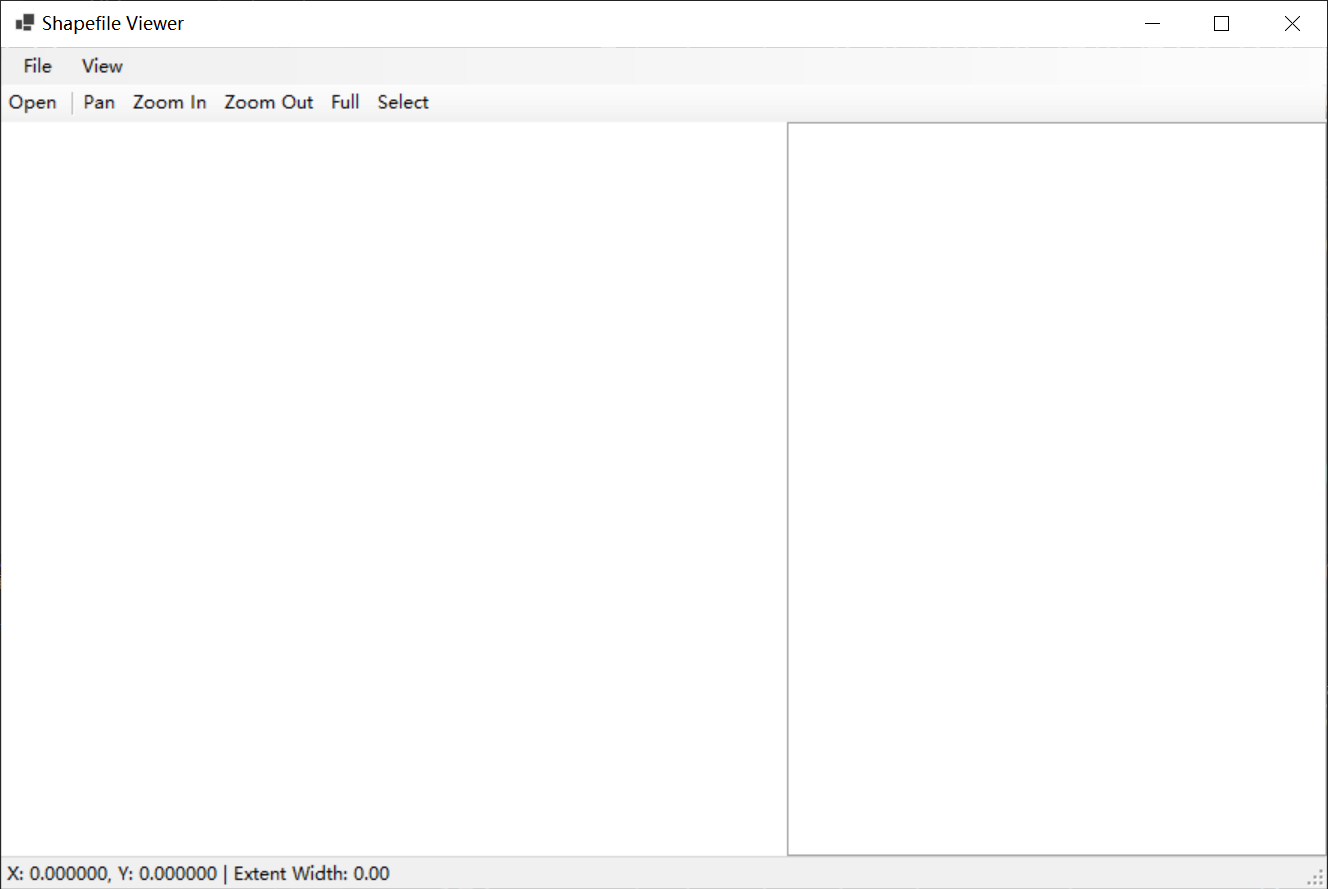 Shapefile Viewer
File View
Open Pan Zoom In Zoom Out Full Select
X: 0.000000, Y: 0.000000 | Extent Width: 0.00